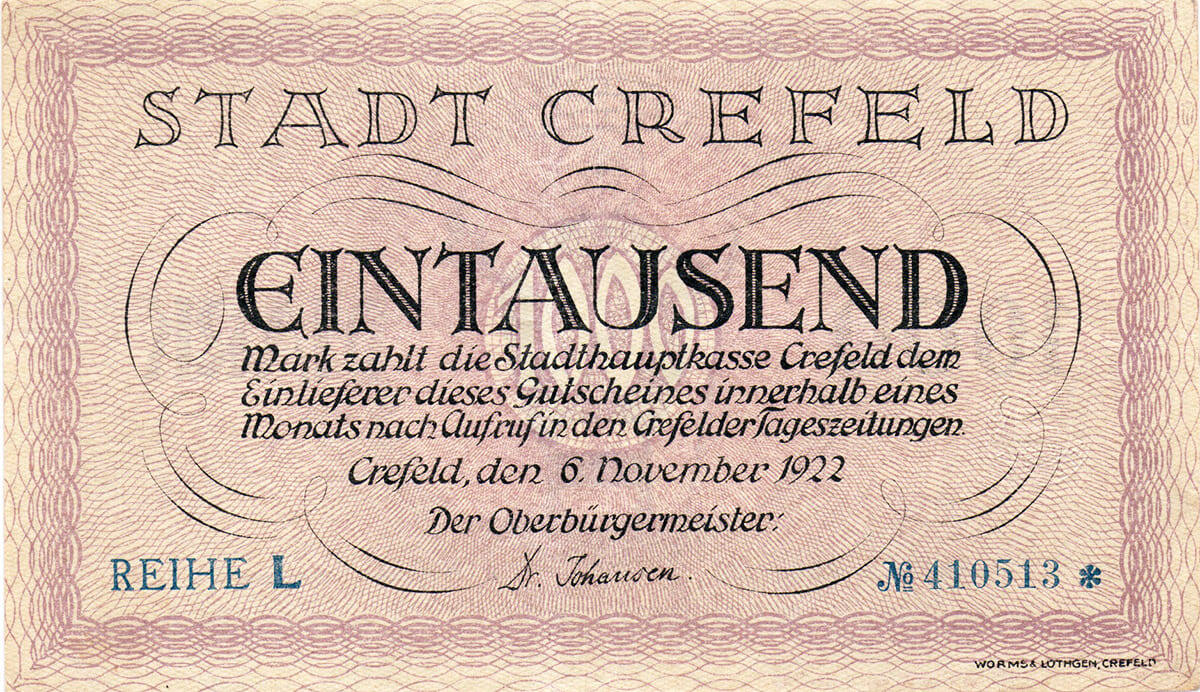 STADT CREFELD
1000
EINTAUSEND
Mark zahlt die Stadthauptkasse Crefeld dem
Einlieferer dieses Gutscheines innerhalb eines
Monats nach Aufruf in den Crefelder Tageszeitungen.
Crefeld, den 6. November 1922
Der Oberbürgermeister:
Dr. Johansen.
REIHE L
№ 410513 *
WORMS & LÜTHGEN, CREFELD